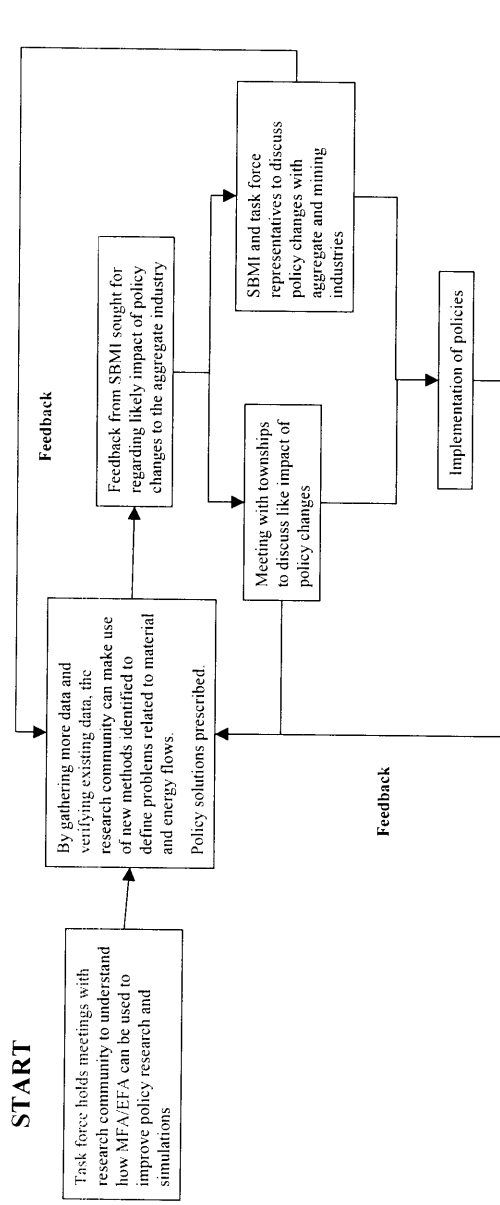 START
Task force holds meetings with
research community to understand
how MFA/EFA can be used to
improve policy research and
simulations
By gathering more data and
verifying existing data, the
research community can make use
of new methods identified to
define problems related to material
and energy flows.
Policy solutions prescribed.
Feedback
Feedback from SBMI sought for
regarding likely impact of policy
changes to the aggregate industry
Meeting with townships
to discuss like impact of
policy changes
SBMI and task force
representatives to discuss
policy changes with
aggregate and mining
industries
Feedback
Implementation of policies